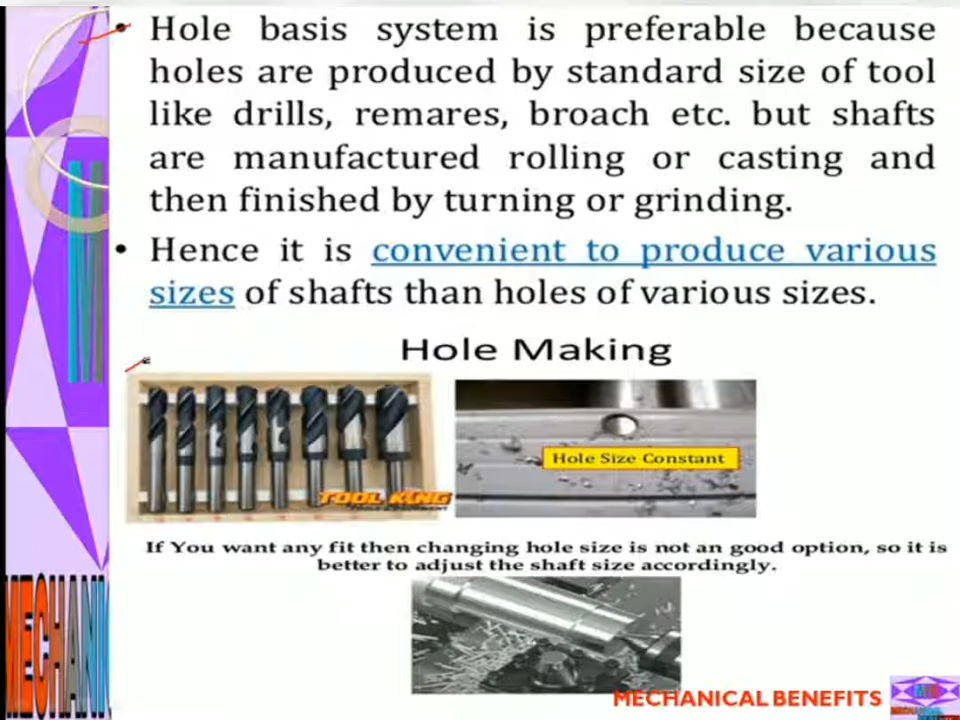 • Hole basis system is preferable because
holes are produced by standard size of tool
like drills, remares, broach etc. but shafts
are manufactured rolling or casting and
then finished by turning or grinding.
• Hence it is convenient to produce various
sizes of shafts than holes of various sizes.
Hole Making
TOOL KING
Hole Size Constant
If You want any fit then changing hole size is not an good option, so it is
better to adjust the shaft size accordingly.
MECHANI
MECHANICAL BENEFITS